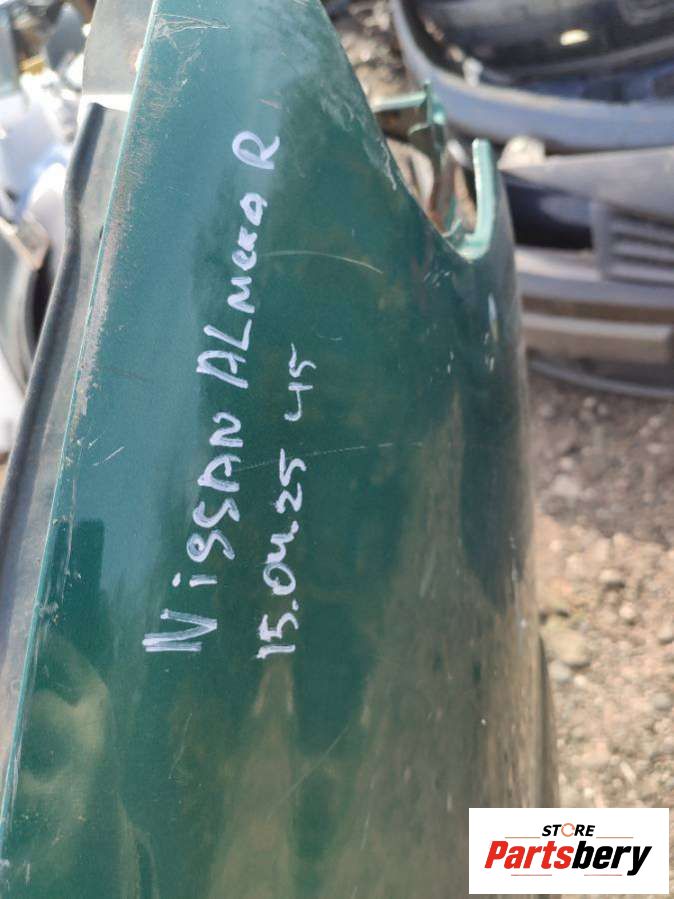 Nissan ALMERA R
15.04.25 45
STORE
Partsbery